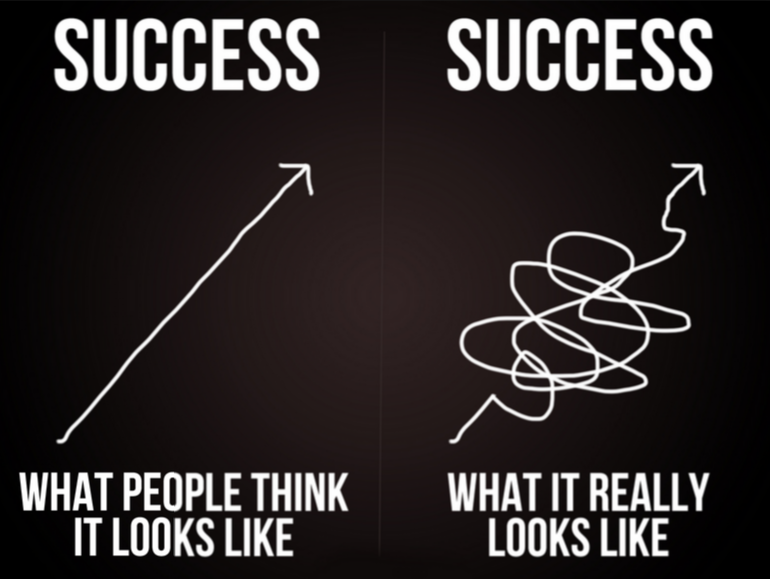 SUCCESS
WHAT PEOPLE THINK
IT LOOKS LIKE
SUCCESS
WHAT IT REALLY
LOOKS LIKE